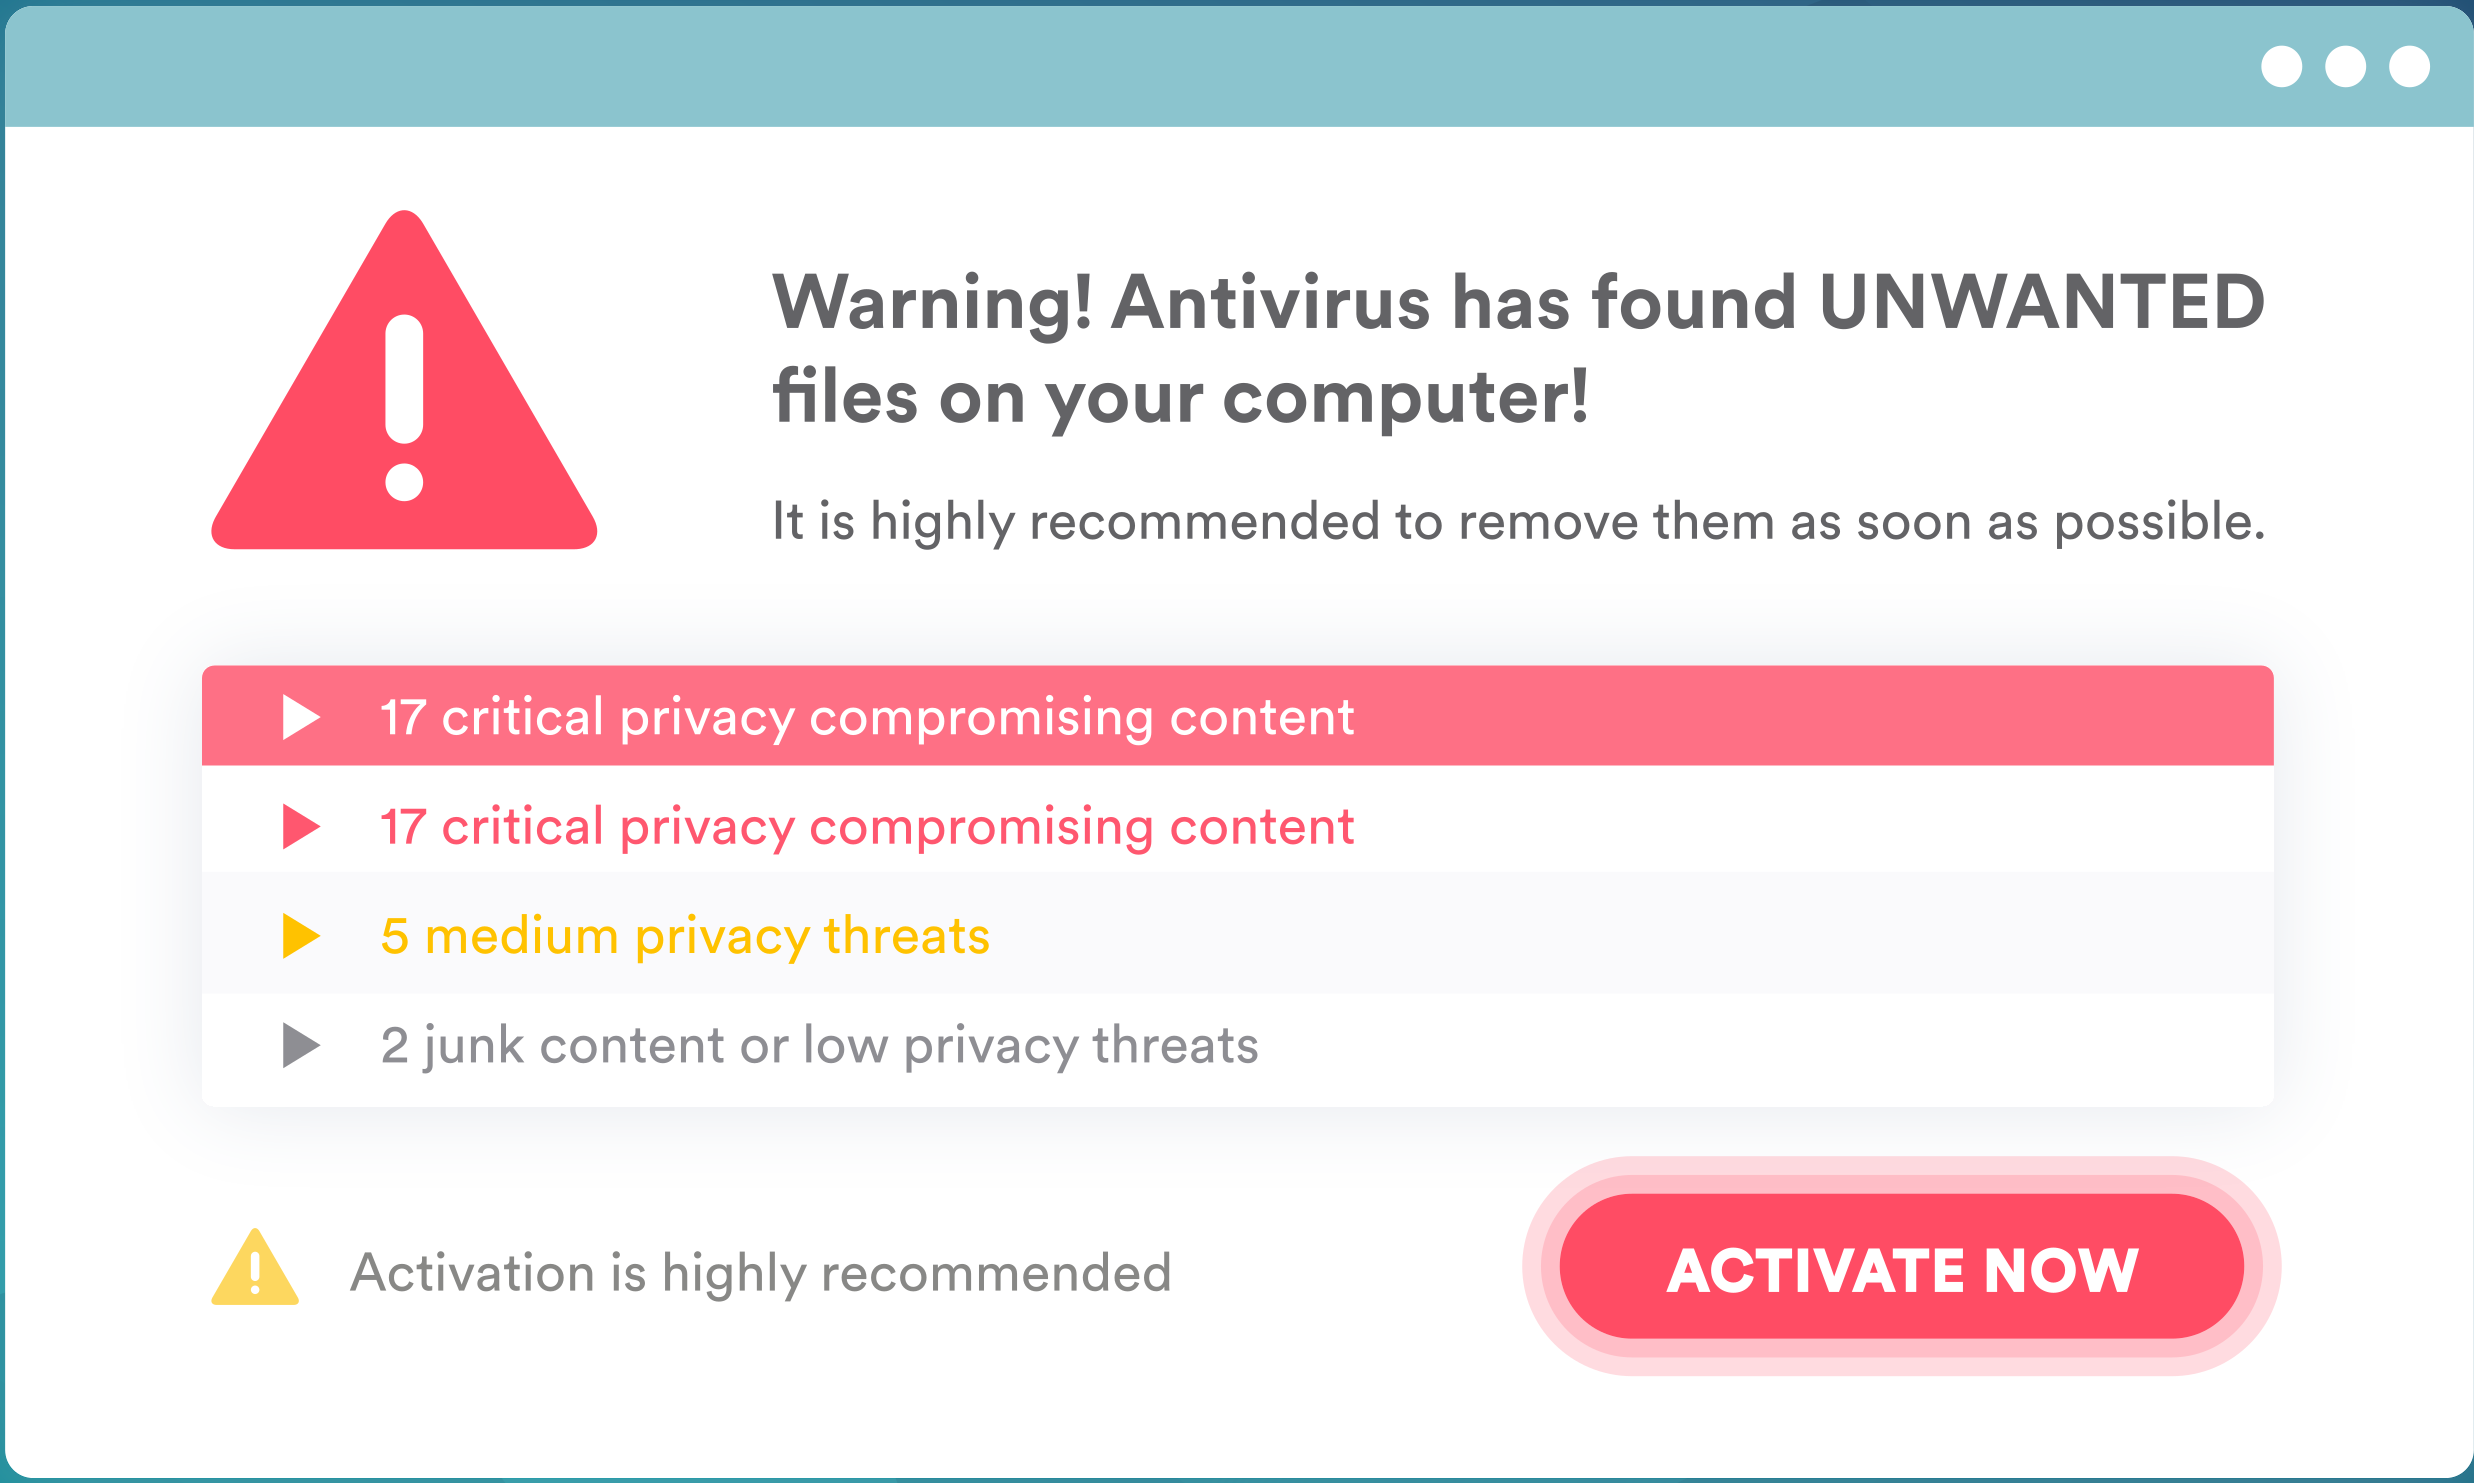 Warning! Antivirus has found UNWANTED
files on your computer!
It is highly recommended to remove them as soon as possible.
17 critical privacy compromising content
17 critical privacy compromising content
5 medium privacy threats
2 junk content or low privacy threats
Activation is highly recommended
ACTIVATE NOW